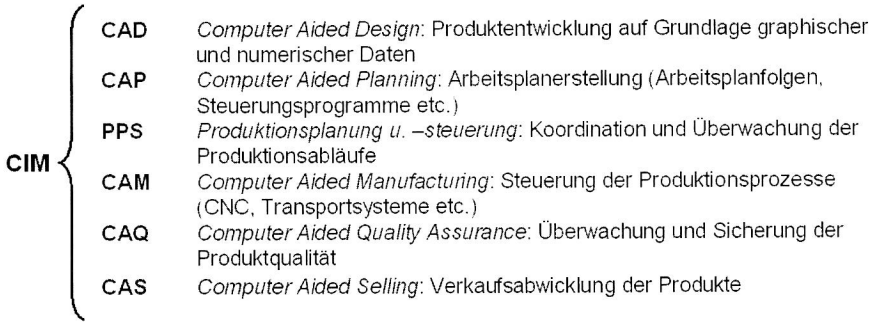 CAD Computer Aided Design: Produktentwicklung auf Grundlage graphischer
und numerischer Daten
CAP Computer Aided Planning: Arbeitsplanerstellung (Arbeitsplanfolgen,
Steuerungsprogramme etc.)
PPS Produktionsplanung u. –steuerung: Koordination und Überwachung der
Produktionsabläufe
CIM
CAM Computer Aided Manufacturing: Steuerung der Produktionsprozesse
(CNC, Transportsysteme etc.)
CAQ Computer Aided Quality Assurance: Überwachung und Sicherung der
Produktqualität
CAS Computer Aided Selling: Verkaufsabwicklung der Produkte